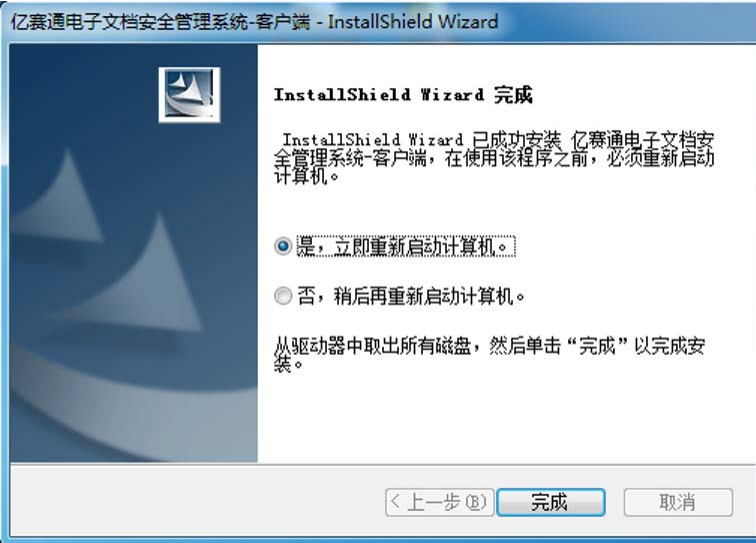 亿赛通电子文档安全管理系统-客户端 - InstallShield Wizard
InstallShield Wizard 完成
InstallShield Wizard 已成功安装 亿赛通电子文档安
全管理系统-客户端，在使用该程序之前，必须重新启动
计算机。
是，立即重新启动计算机。
否，稍后再重新启动计算机。
从驱动器中取出所有磁盘，然后单击“完成”以完成安
装。
< 上一步(B)
完成
取消